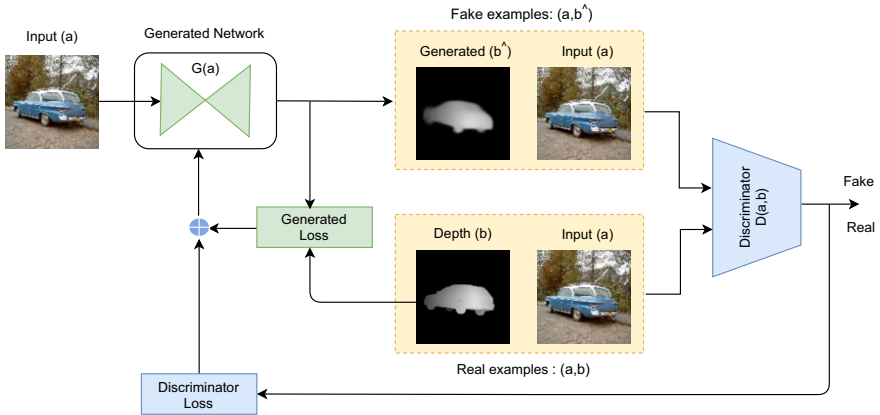 Fake examples: (a,b^)
Input (a)
Generated Network
G(a)
Generated (b^)
Input (a)
Discriminator
D(a,b)
Fake
Real
Generated
Loss
Depth (b)
Input (a)
Real examples : (a,b)
Discriminator
Loss